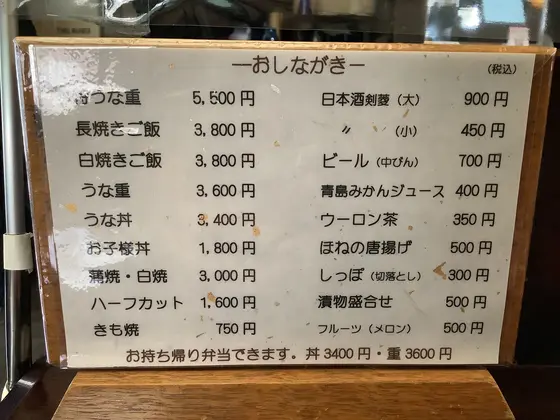 ―おしながき―
(税込)
特うな重 5,500円
長焼きご飯 3,800円
白焼きご飯 3,800円
うな重 3,600円
うな丼 3,400円
お子様丼 1,800円
蒲焼・白焼 3,000円
ハーフカット 1,600円
きも焼 750円
日本酒剣菱(大) 900円
〃 (小) 450円
ビール(中びん) 700円
青島みかんジュース 400円
ウーロン茶 350円
ほねの唐揚げ 500円
しっぽ(切落とし) 300円
漬物盛合せ 500円
フルーツ(メロン) 500円
お持ち帰り弁当できます。丼3400円・重3600円